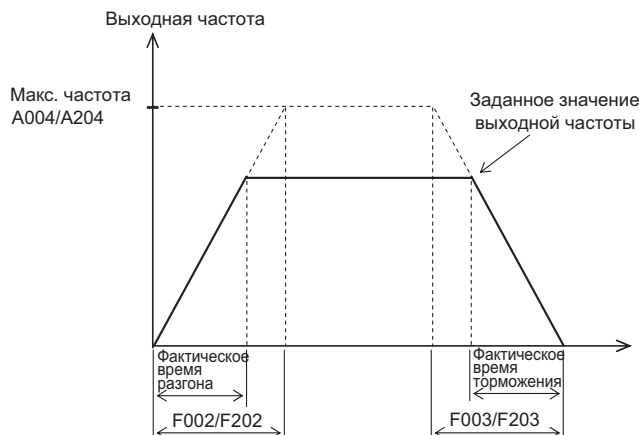 Выходная частота
Макс. частота
A004/A204
Заданное значение
выходной частоты
Фактическое
время
разгона
Фактическое
время
торможения
F002/F202
F003/F203